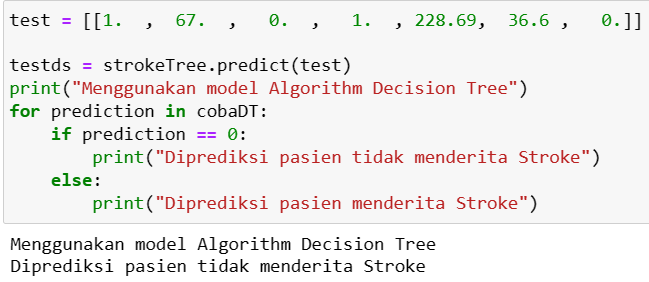 test = [[1.  ,  67.  ,   0.  ,   1.  , 228.69,  36.6 ,   0.]]
testds = strokeTree.predict(test)
print("Menggunakan model Algorithm Decision Tree")
for prediction in cobaDT:
    if prediction == 0:
        print("Diprediksi pasien tidak menderita Stroke")
    else:
        print("Diprediksi pasien menderita Stroke")
Menggunakan model Algorithm Decision Tree
Diprediksi pasien tidak menderita Stroke